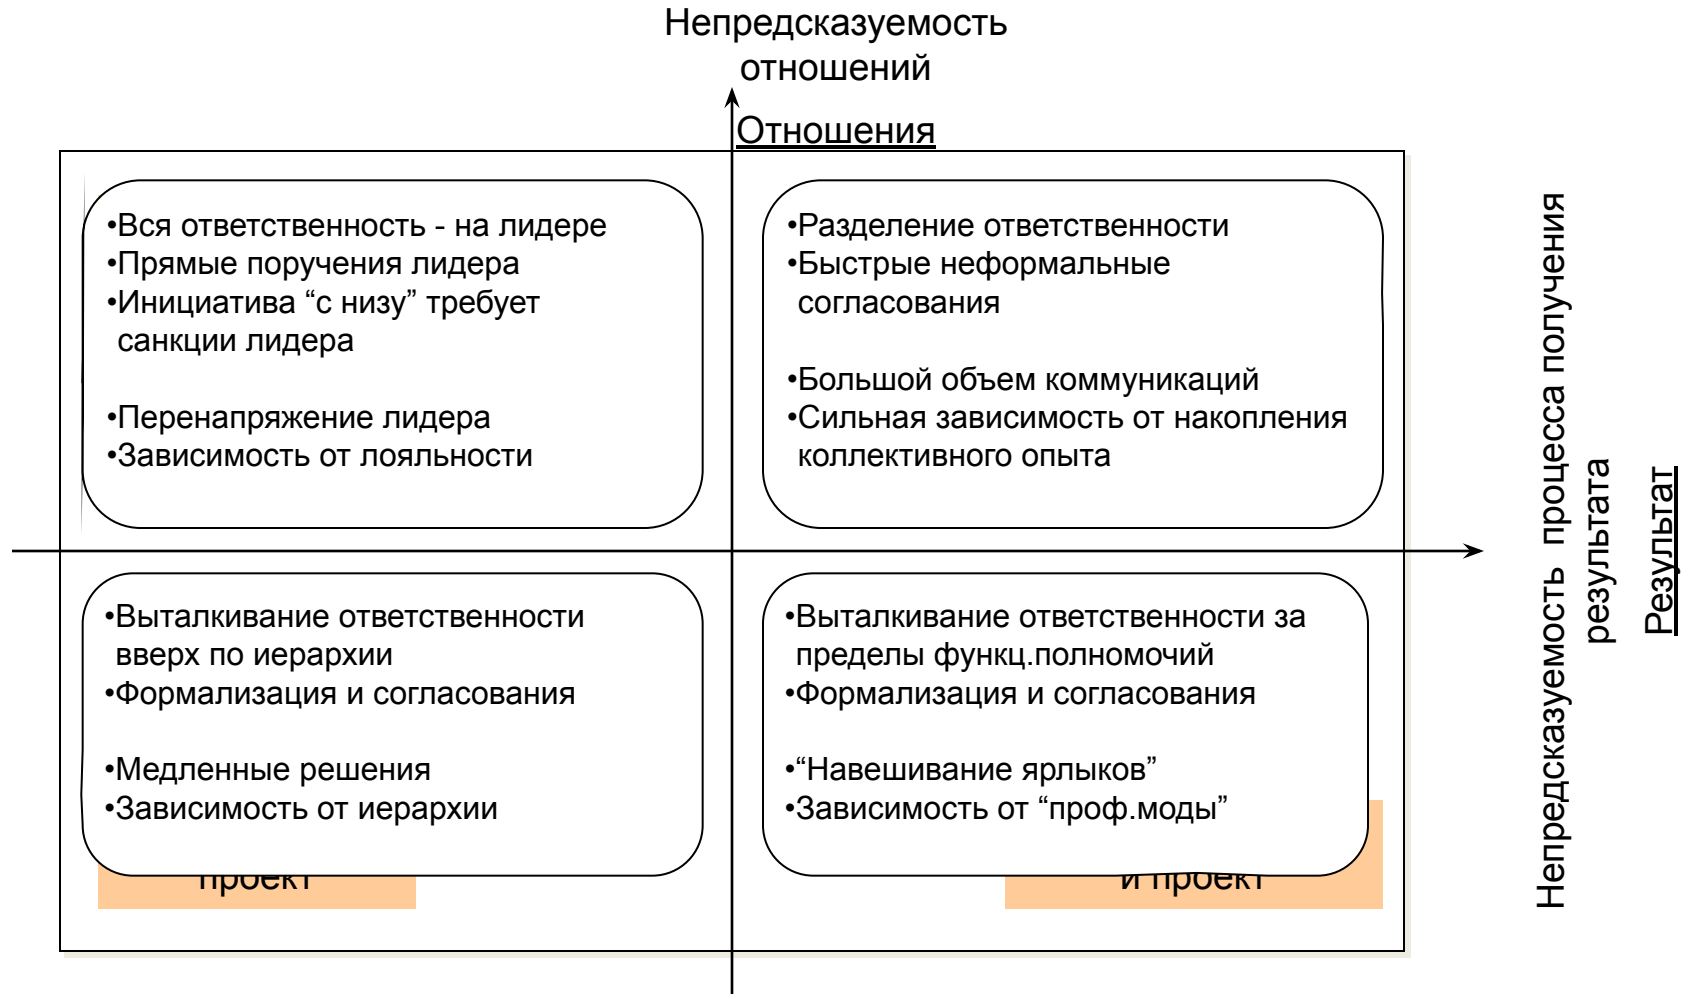 Непредсказуемость
отношений
Отношения
•Вся ответственность - на лидере
•Прямые поручения лидера
•Инициатива “с низу” требует
санкции лидера
•Перенапряжение лидера
•Зависимость от лояльности
•Разделение ответственности
•Быстрые неформальные
согласования
•Большой объем коммуникаций
•Сильная зависимость от накопления
коллективного опыта
•Выталкивание ответственности
вверх по иерархии
•Формализация и согласования
•Медленные решения
•Зависимость от иерархии
проект
•Выталкивание ответственности за
пределы функц.полномочий
•Формализация и согласования
•“Навешивание ярлыков”
•Зависимость от “проф.моды”
и проект
Непредсказуемость процесса получения
результата
Результат